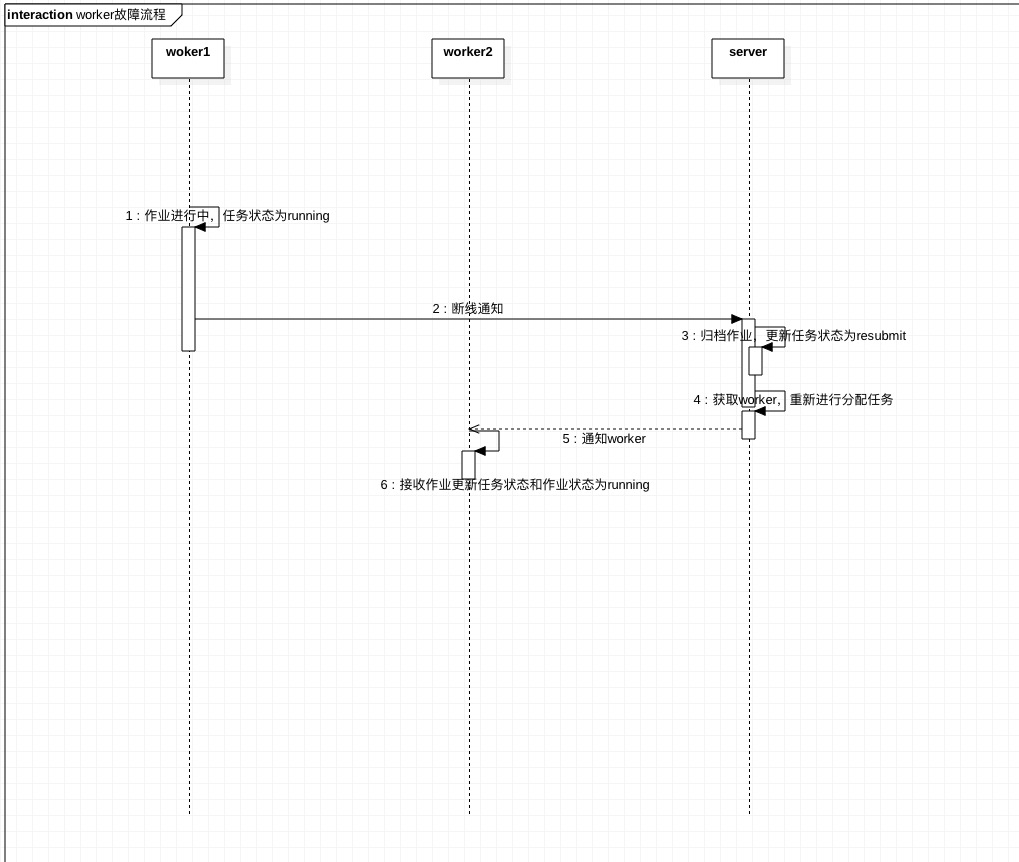 interaction worker故障流程
woker1
worker2
server
1 : 作业进行中，任务状态为running
2 : 断线通知
3 : 归档作业，更新任务状态为resubmit
4 : 获取worker，重新进行分配任务
5 : 通知worker
6 : 接收作业更新任务状态和作业状态为running